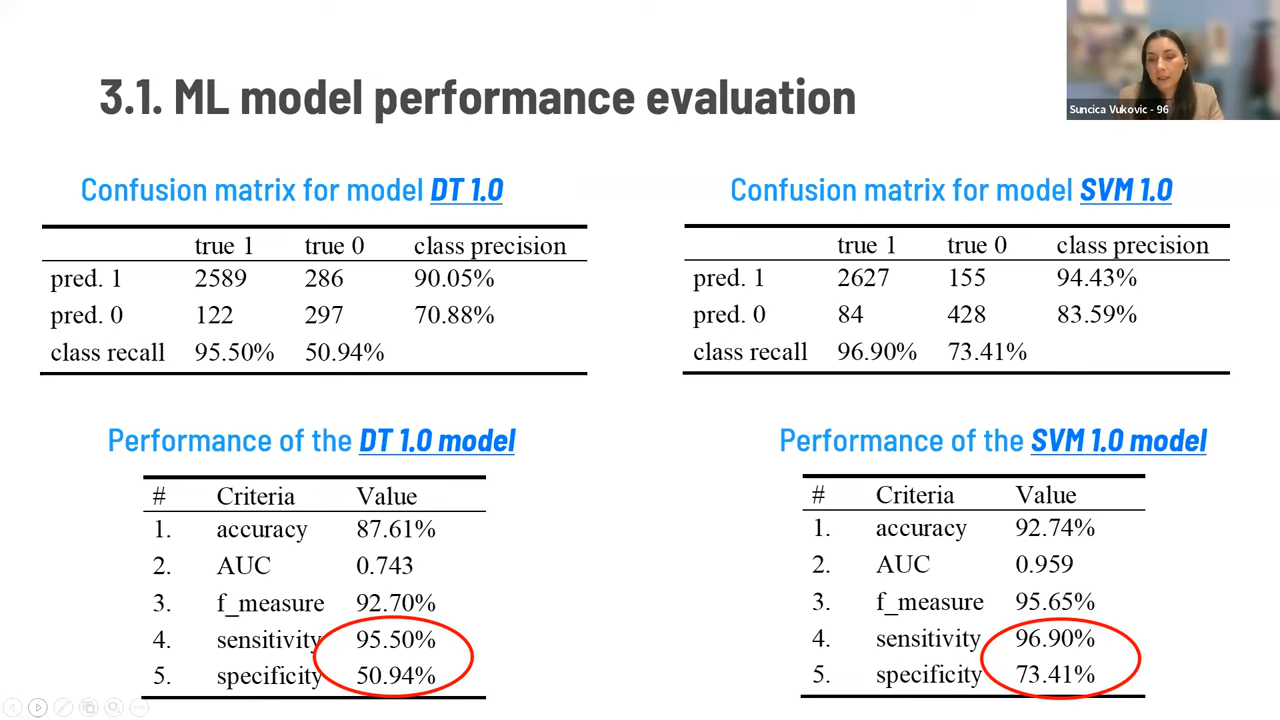 Suncica Vukovic - 96
3.1. ML model performance evaluation
Confusion matrix for model DT 1.0
true 1 true 0 class precision
pred. 1 2589 286 90.05%
pred. 0 122 297 70.88%
class recall 95.50% 50.94%
Confusion matrix for model SVM 1.0
true 1 true 0 class precision
pred. 1 2627 155 94.43%
pred. 0 84 428 83.59%
class recall 96.90% 73.41%
Performance of the DT 1.0 model
# Criteria Value
1. accuracy 87.61%
2. AUC 0.743
3. f_measure 92.70%
4. sensitivity 95.50%
5. specificity 50.94%
Performance of the SVM 1.0 model
# Criteria Value
1. accuracy 92.74%
2. AUC 0.959
3. f_measure 95.65%
4. sensitivity 96.90%
5. specificity 73.41%